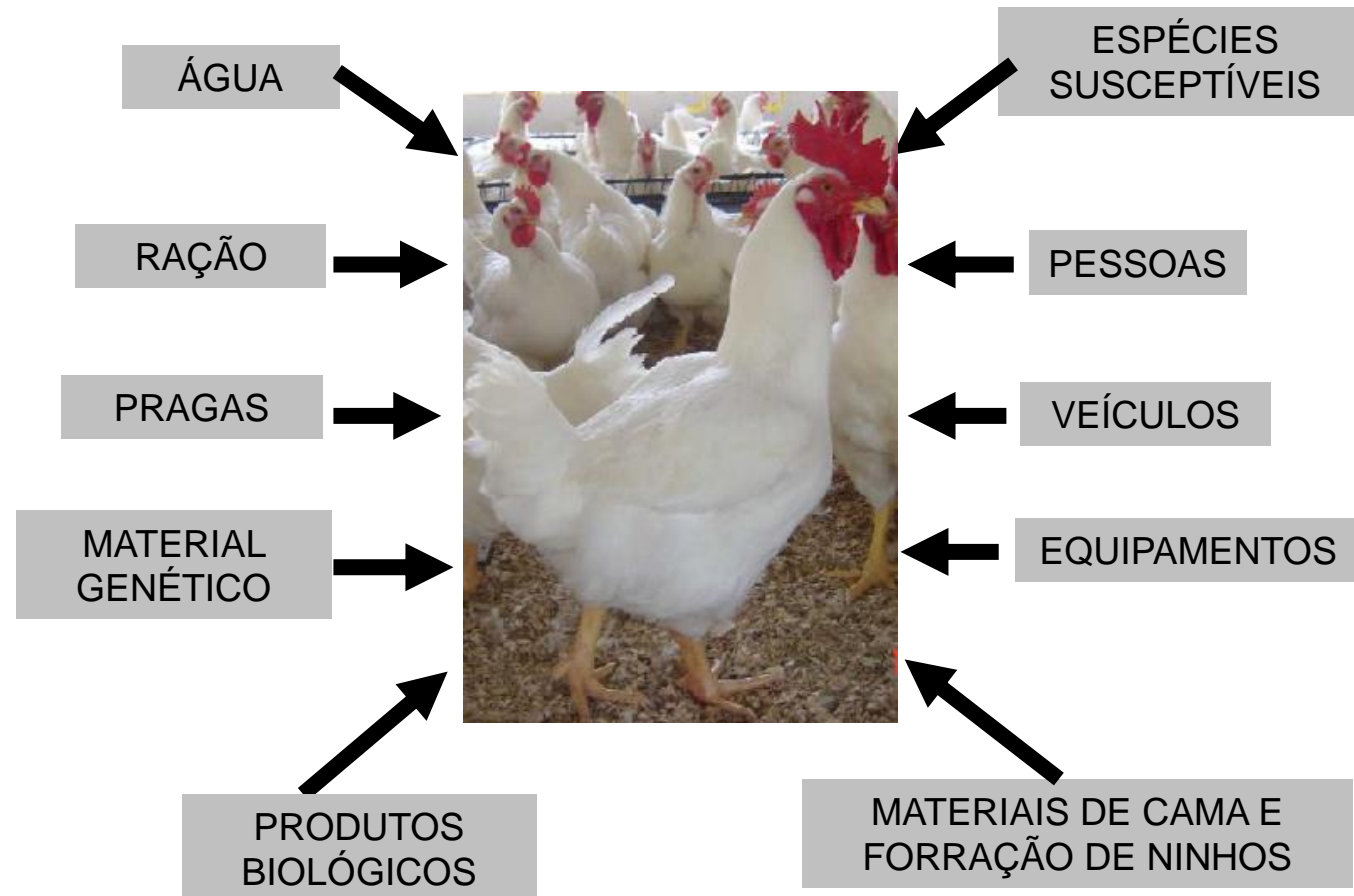 ÁGUA
ESPÉCIES
SUSCEPTÍVEIS
RAÇÃO
PESSOAS
PRAGAS
VEÍCULOS
MATERIAL
GENÉTICO
EQUIPAMENTOS
PRODUTOS
BIOLÓGICOS
MATERIAIS DE CAMA E
FORRAÇÃO DE NINHOS